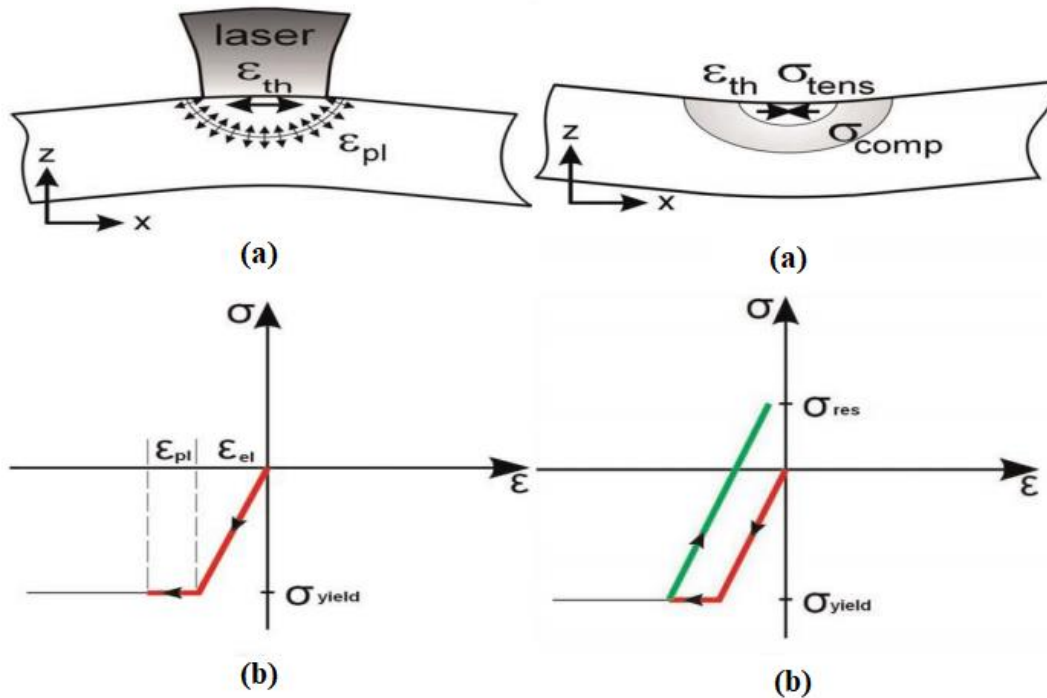 laser
εth
εpl
z
x
(a)
εth σtens
σcomp
z
x
(a)
σ
εpl εel
ε
σyield
(b)
σ
σres
ε
σyield
(b)